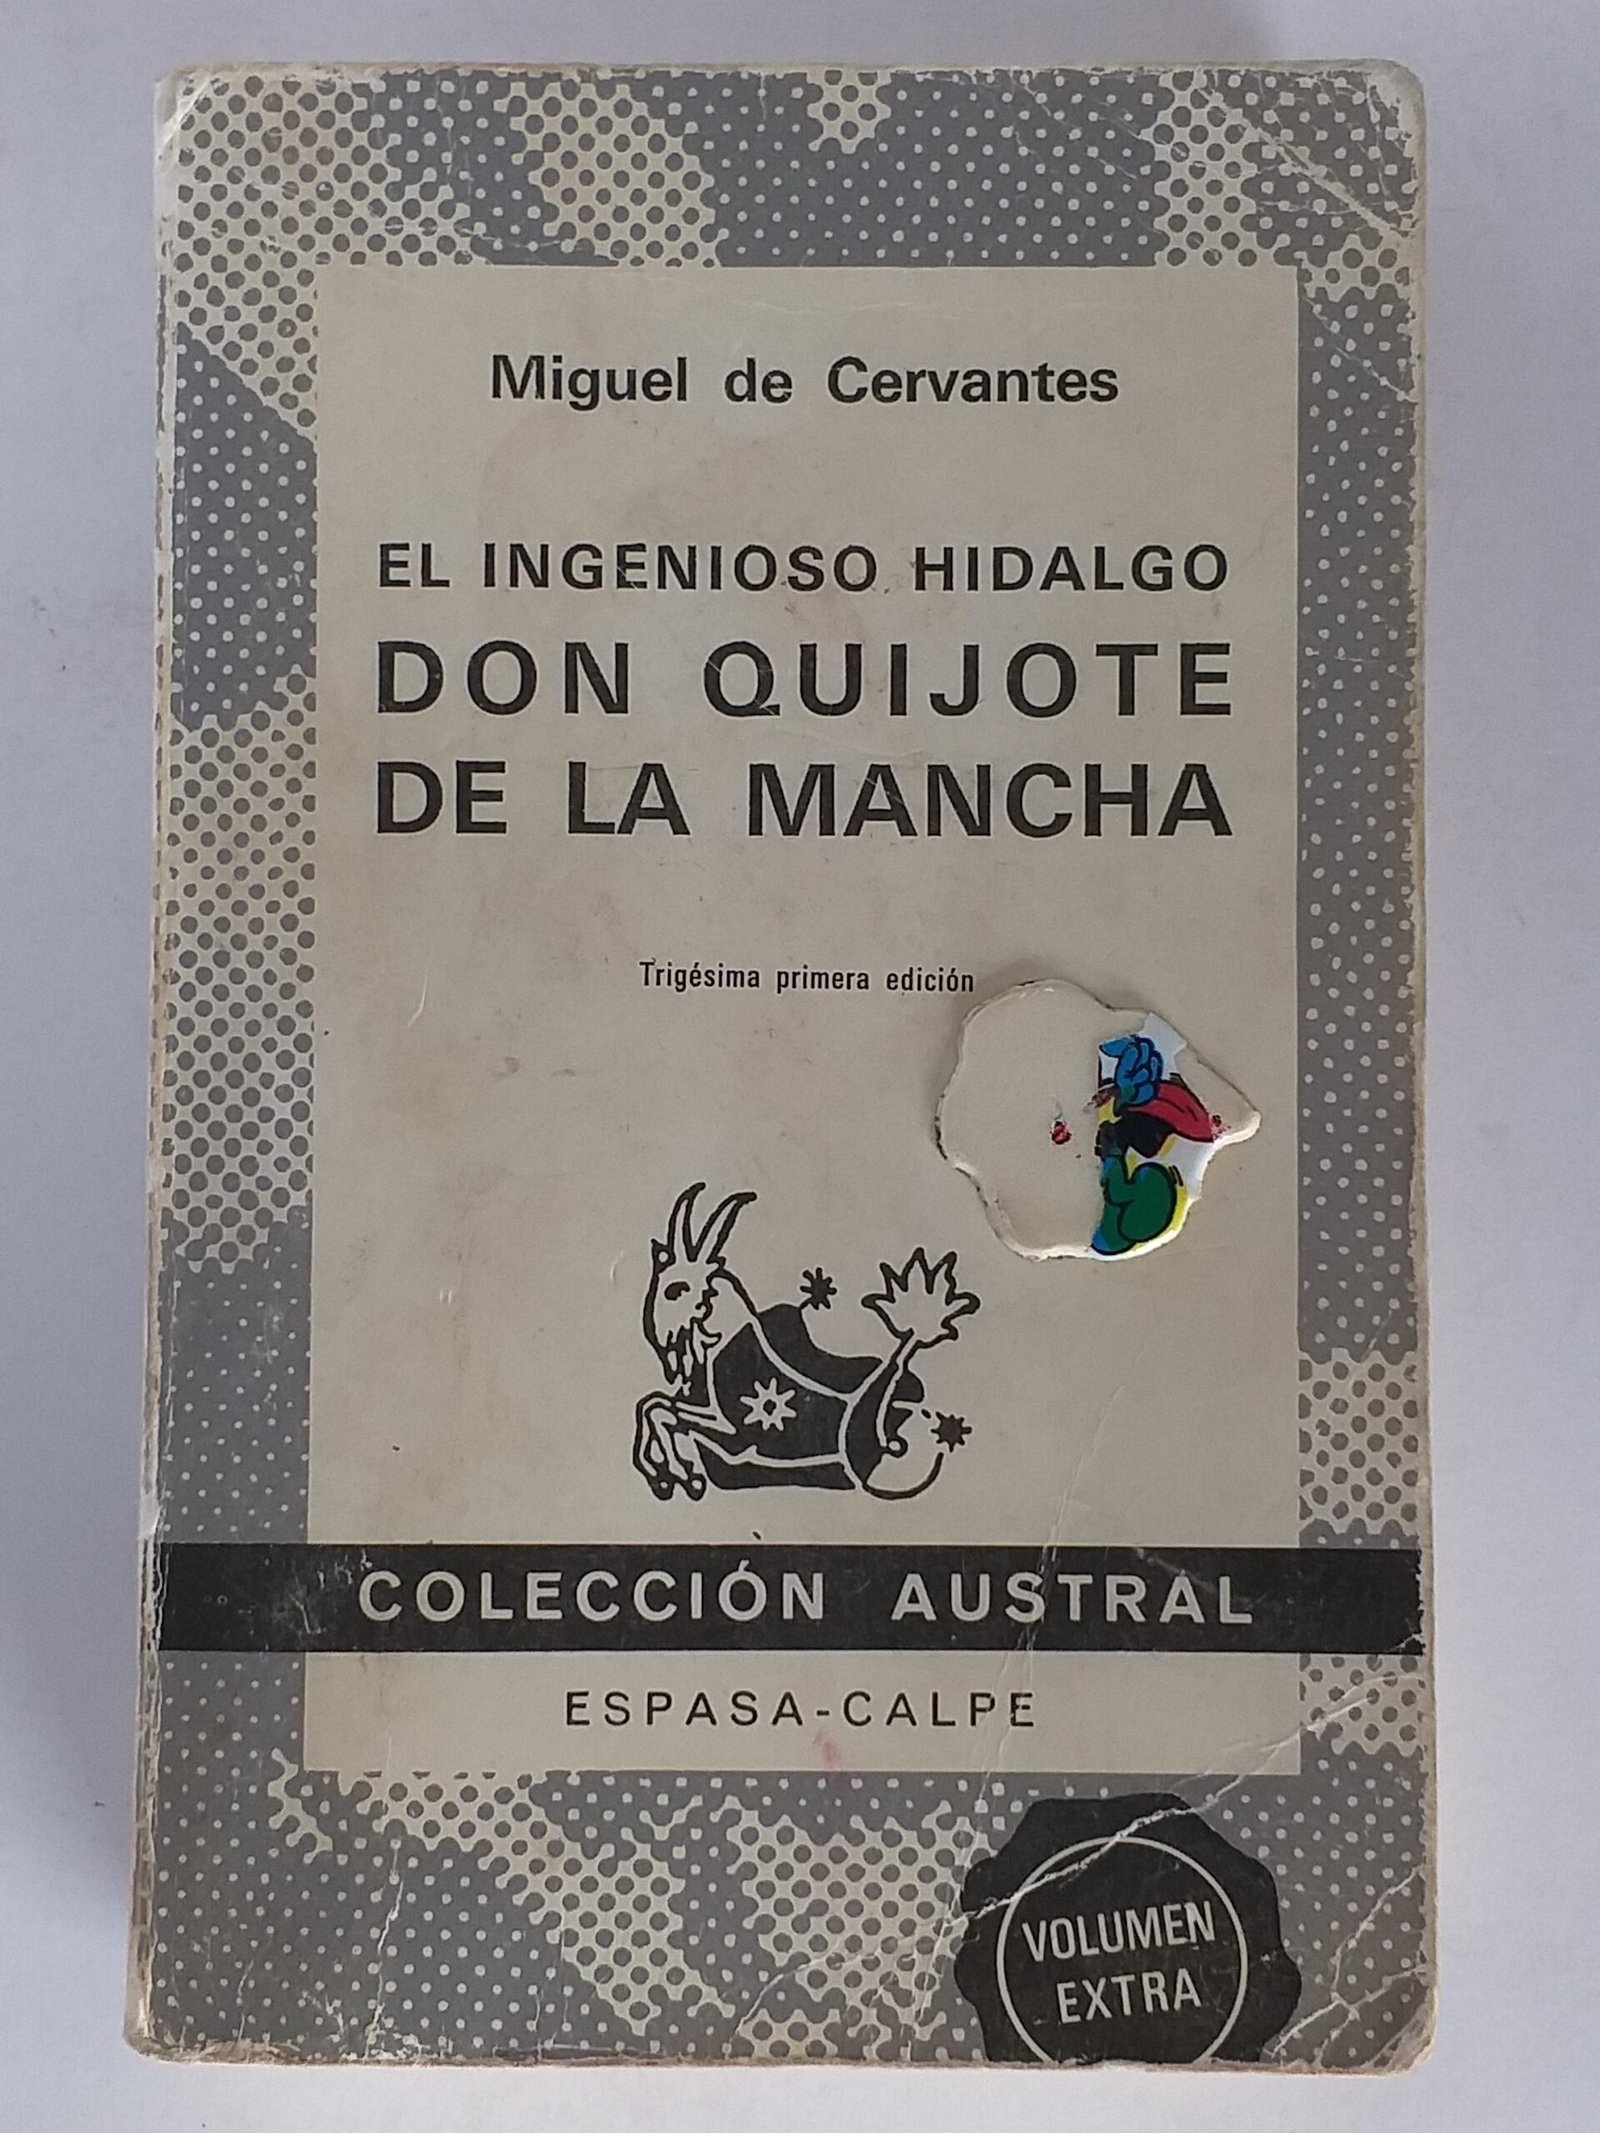 Miguel de Cervantes
EL INGENIOSO HIDALGO
DON QUIJOTE
DE LA MANCHA
Trigésima primera edición
COLECCIÓN AUSTRAL
ESPASA-CALPE
VOLUMEN
EXTRA